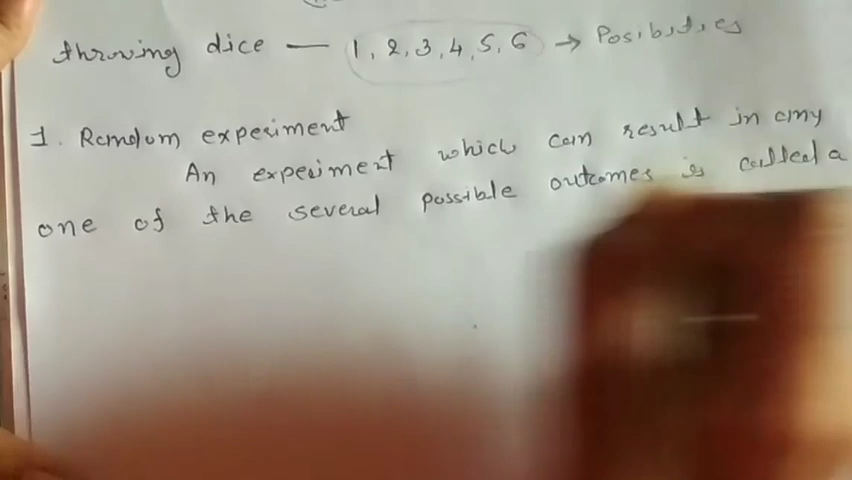 throwing dice — 1, 2, 3, 4, 5, 6 →
1. Random experiment
An experiment which can result in any
one of the several possible outcomes is called a